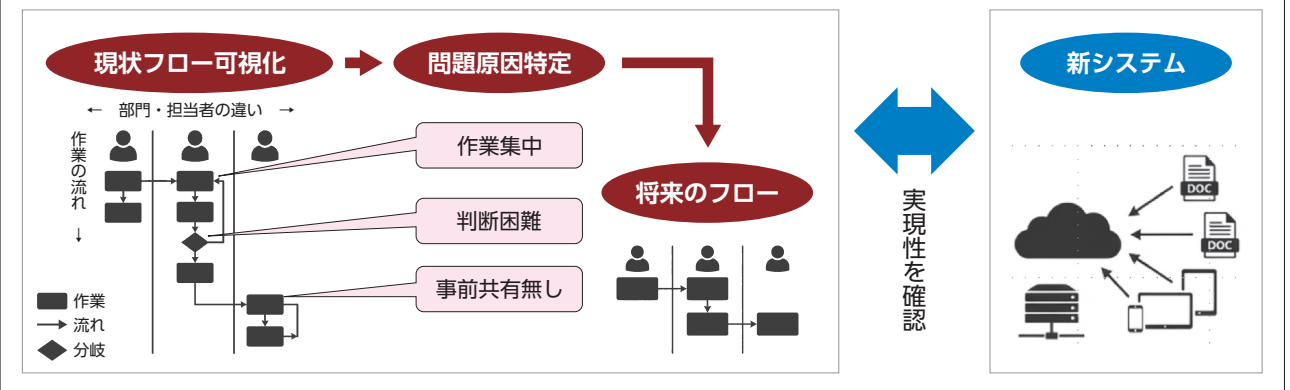 現状フロー可視化
問題原因特定
← 部門・担当者の違い →
作業の流れ→
作業集中
判断困難
事前共有無し
作業
流れ
分岐
将来のフロー
実現性を確認
新システム
DOC
DOC